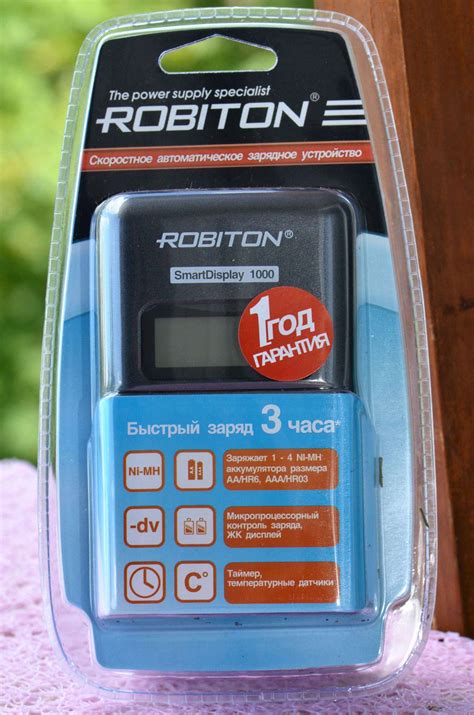 The power supply specialist
ROBITON®
Скоростное автоматическое зарядное устройство
ROBITON®
SmartDisplay 1000
1 ГОД
ГАРАНТИЯ
Быстрый заряд 3 часа*
Ni-MH
AA
AAA
Заряжает 1 - 4 NI-MH
аккумулятора размера
AA/HR6, AAA/HR03
-dv
Микропроцессорный
контроль заряда,
ЖК дисплей
C°
Таймер,
температурные датчики